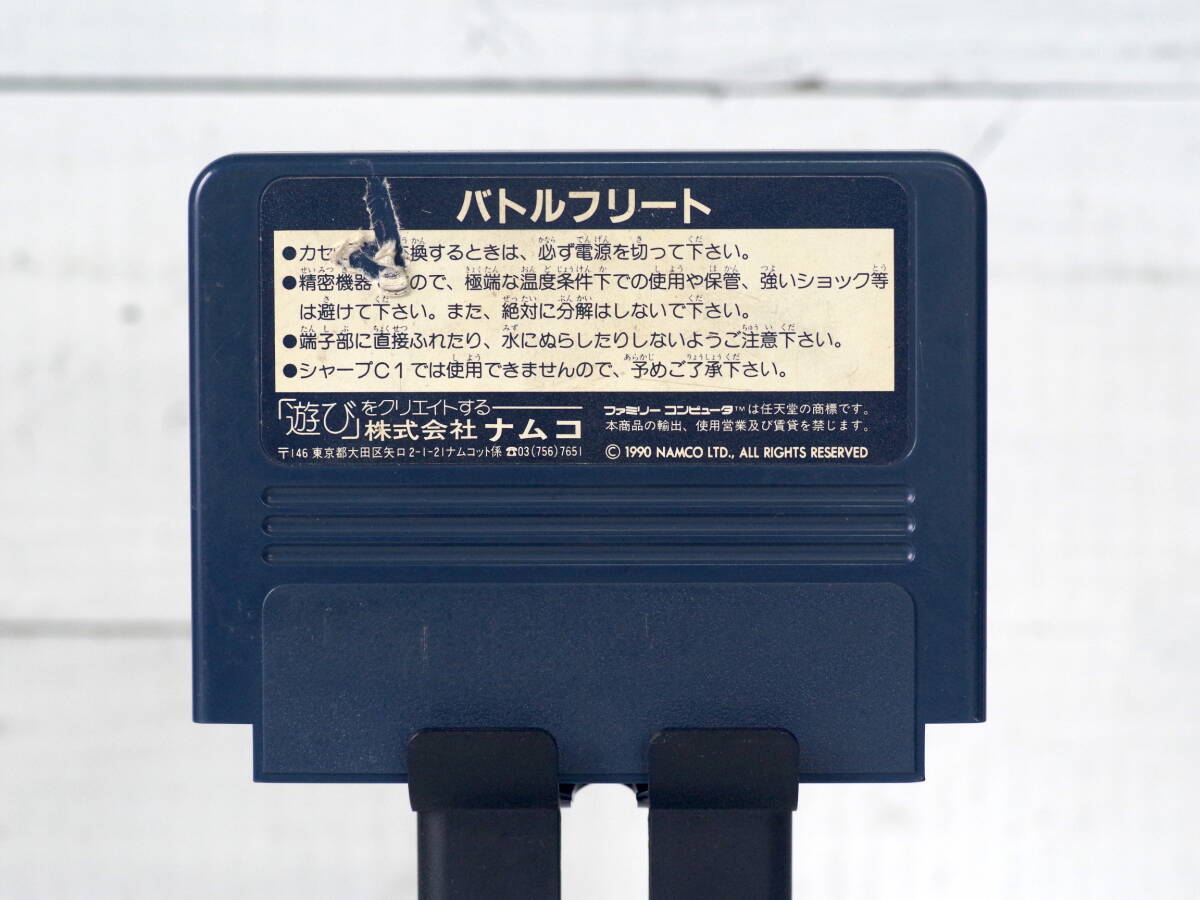 バトルフリート
●カセ 換するときは、必ず電源を切って下さい。
●精密機器 ので、極端な温度条件下での使用や保管、強いショック等
は避けて下さい。また、絶対に分解はしないで下さい。
●端子部に直接ふれたり、水にぬらしたりしないようご注意下さい。
●シャープC1では使用できませんので、予めご了承下さい。
「遊び」をクリエイトする
株式会社 ナムコ
〒146 東京都大田区矢口2-1-21ナムコット係 ☎03(756)7651
ファミリー コンピュータ™は任天堂の商標です。
本商品の輸出、使用営業及び賃貸を禁じます。
© 1990 NAMCO LTD., ALL RIGHTS RESERVED